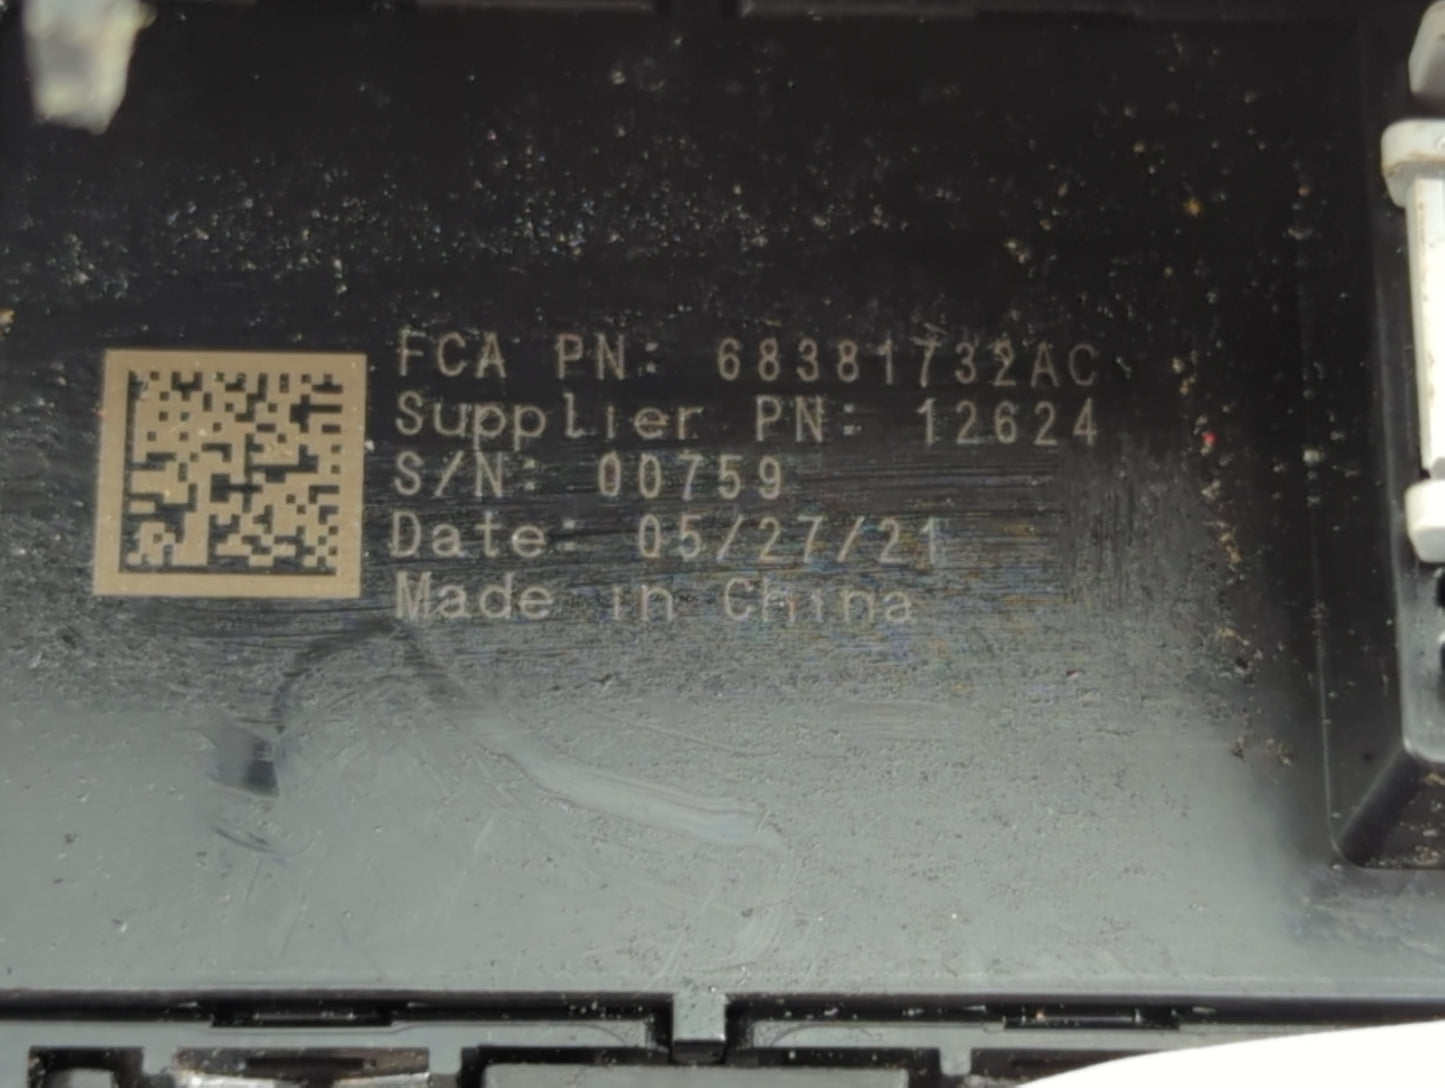 FCA PN: 68381732AC
Supplier PN: 12624
S/N: 00759
Date: 05/27/21
Made in China